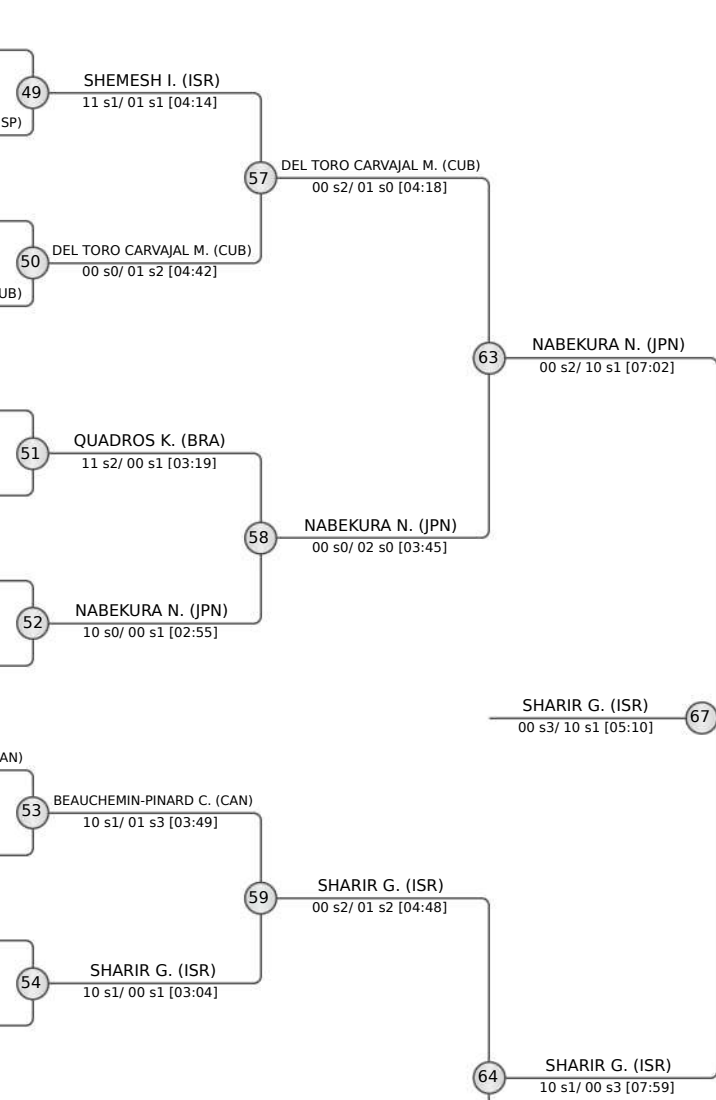 SHEMESH I. (ISR)
49
11 s1/ 01 s1 [04:14]
SP)
DEL TORO CARVAJAL M. (CUB)
57
00 s2/ 01 s0 [04:18]
DEL TORO CARVAJAL M. (CUB)
50
00 s0/ 01 s2 [04:42]
UB)
NABEKURA N. (JPN)
63
00 s2/ 10 s1 [07:02]
QUADROS K. (BRA)
51
11 s2/ 00 s1 [03:19]
NABEKURA N. (JPN)
58
00 s0/ 02 s0 [03:45]
NABEKURA N. (JPN)
52
10 s0/ 00 s1 [02:55]
SHARIR G. (ISR)
67
00 s3/ 10 s1 [05:10]
AN)
BEAUCHEMIN-PINARD C. (CAN)
53
10 s1/ 01 s3 [03:49]
SHARIR G. (ISR)
59
00 s2/ 01 s2 [04:48]
SHARIR G. (ISR)
54
10 s1/ 00 s1 [03:04]
SHARIR G. (ISR)
64
10 s1/ 00 s3 [07:59]